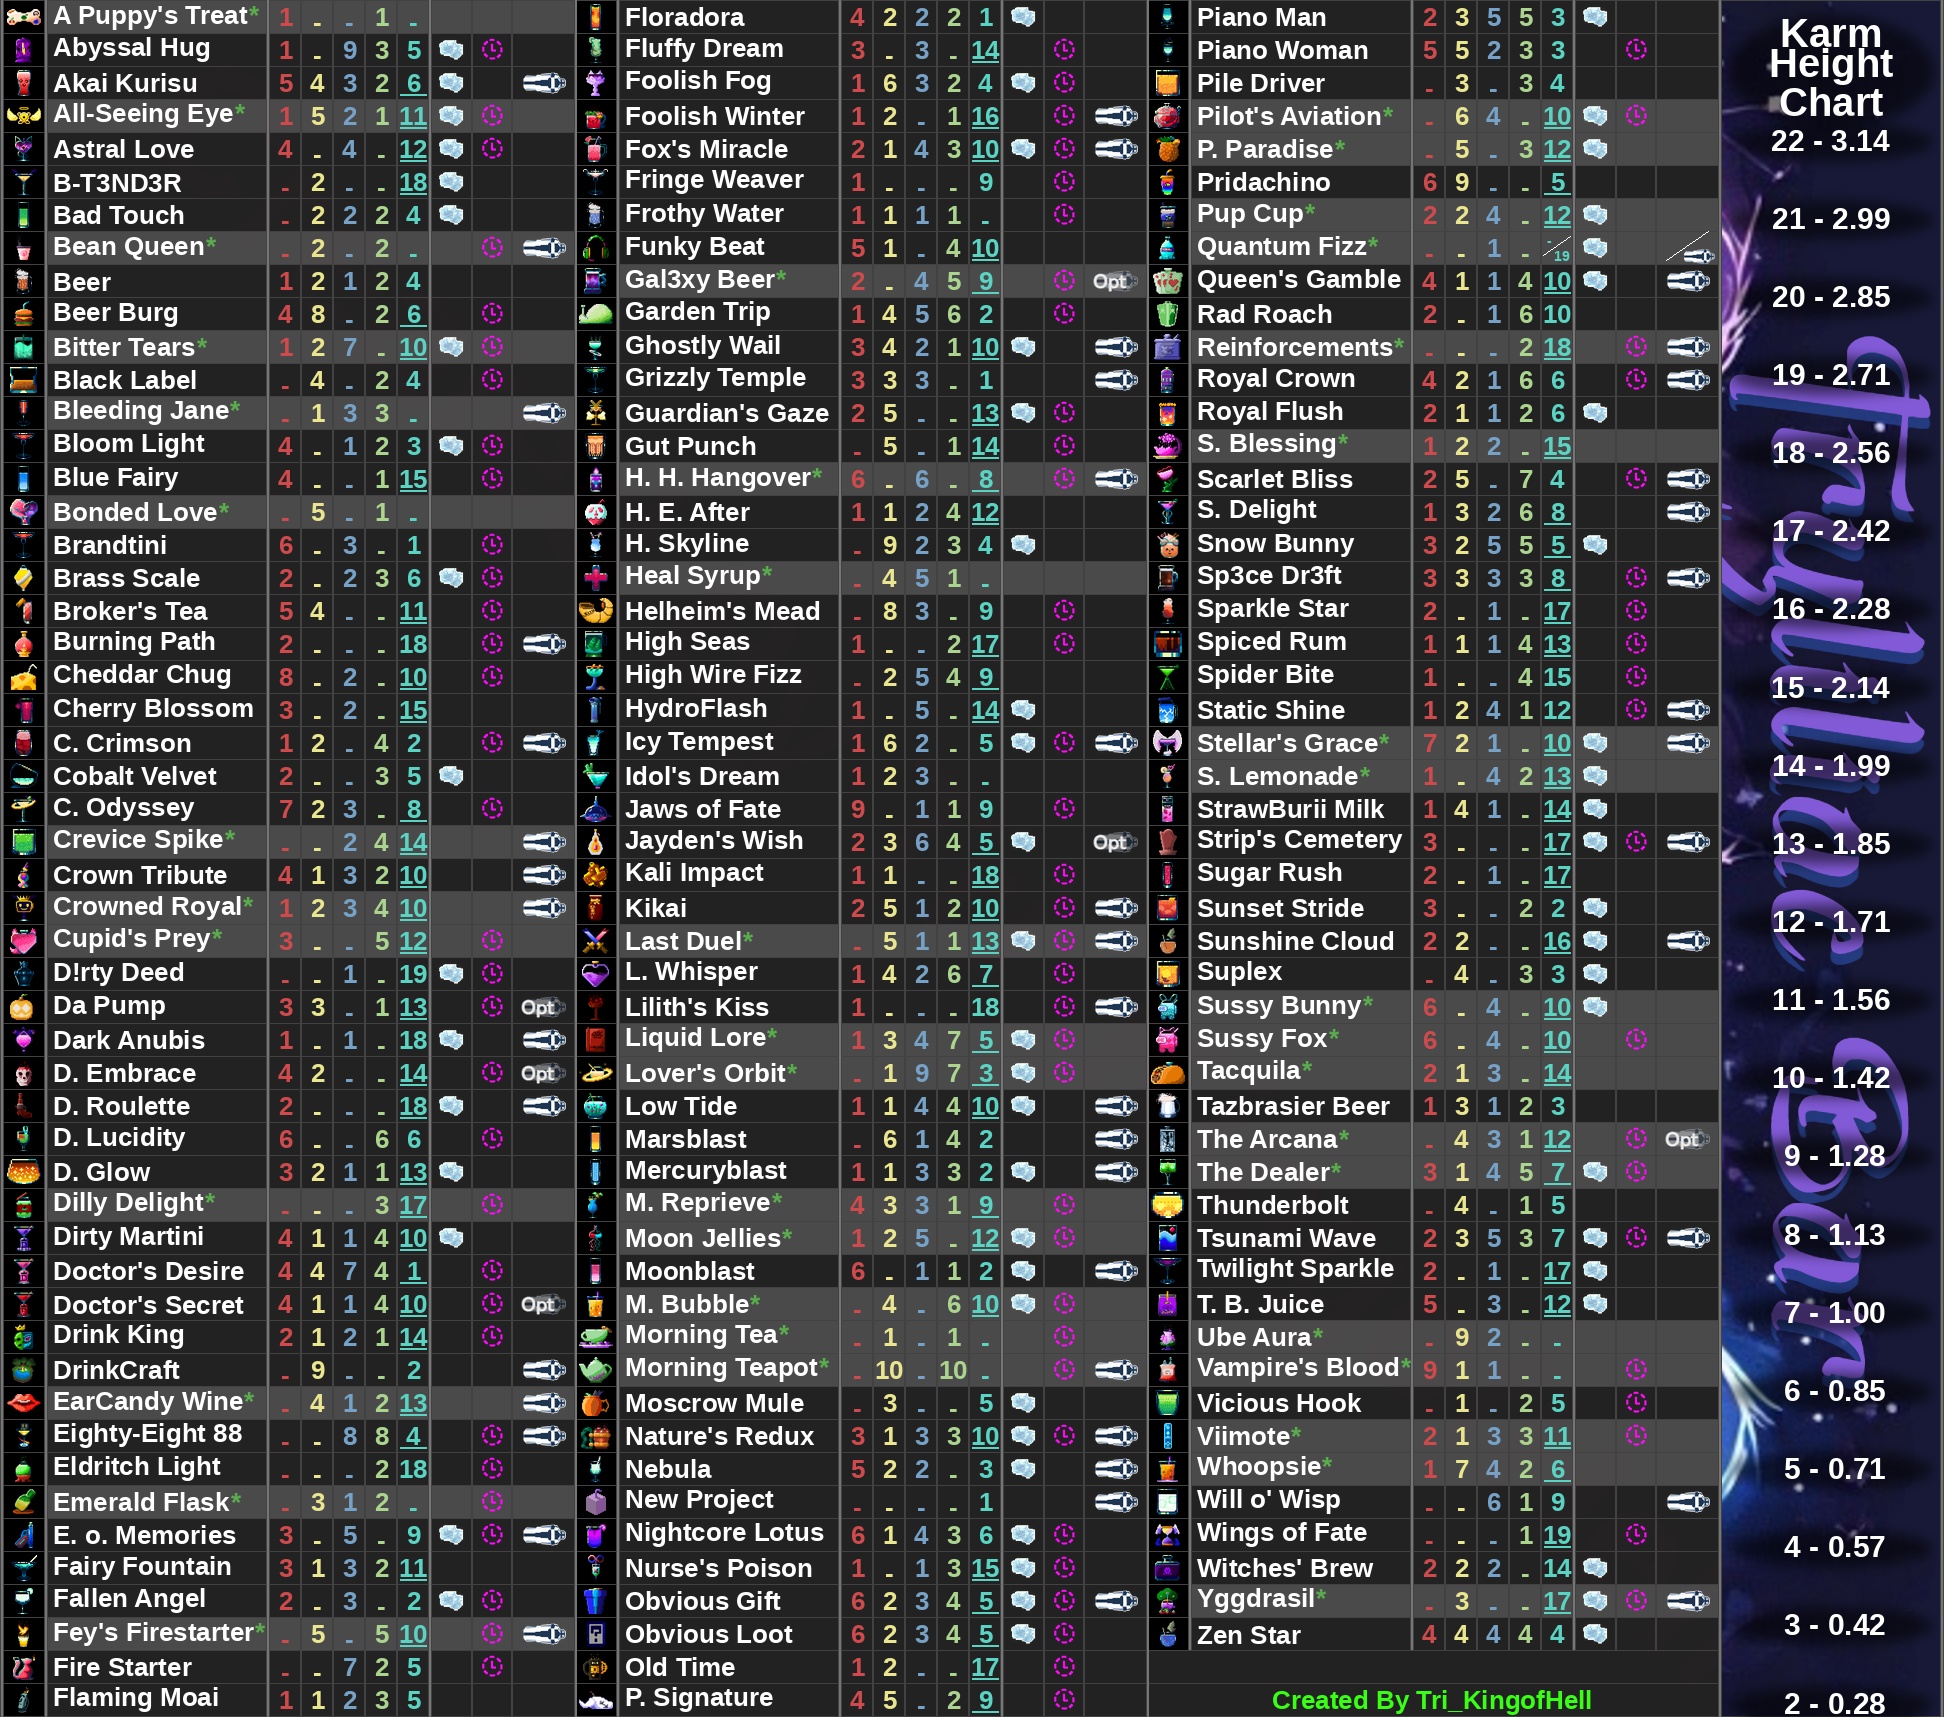 A Puppy's Treat* 1 - - 1 -
Abyssal Hug 1 - 9 3 5
Akai Kurisu 5 4 3 2 6
All-Seeing Eye* 1 5 2 1 11
Astral Love 4 - 4 - 12
B-T3ND3R - 2 - - 18
Bad Touch - 2 2 2 4
Bean Queen* - 2 - 2 -
Beer 1 2 1 2 4
Beer Burg 4 8 - 2 6
Bitter Tears* 1 2 7 - 10
Black Label - 4 - 2 4
Bleeding Jane* - 1 3 3 -
Bloom Light 4 - 1 2 3
Blue Fairy 4 - - 1 15
Bonded Love* - 5 - 1 -
Brandtini 6 - 3 - 1
Brass Scale 2 - 2 3 6
Broker's Tea 5 4 - - 11
Burning Path 2 - - - 18
Cheddar Chug 8 - 2 - 10
Cherry Blossom 3 - 2 - 15
C. Crimson 1 2 - 4 2
Cobalt Velvet 2 - - 3 5
C. Odyssey 7 2 3 - 8
Crevice Spike* - - 2 4 14
Crown Tribute 4 1 3 2 10
Crowned Royal* 1 2 3 4 10
Cupid's Prey* 3 - - 5 12
D!rty Deed - - 1 - 19
Da Pump 3 3 - 1 13 Opt
Dark Anubis 1 - 1 - 18
D. Embrace 4 2 - - 14 Opt
D. Roulette 2 - - - 18
D. Lucidity 6 - - 6 6
D. Glow 3 2 1 1 13
Dilly Delight* - - - 3 17
Dirty Martini 4 1 1 4 10
Doctor's Desire 4 4 7 4 1
Doctor's Secret 4 1 1 4 10 Opt
Drink King 2 1 2 1 14
DrinkCraft - 9 - - 2
EarCandy Wine* - 4 1 2 13
Eighty-Eight 88 - - 8 8 4
Eldritch Light - - - 2 18
Emerald Flask* - 3 1 2 -
E. o. Memories 3 - 5 - 9
Fairy Fountain 3 1 3 2 11
Fallen Angel 2 - 3 - 2
Fey's Firestarter* - 5 - 5 10
Fire Starter - - 7 2 5
Flaming Moai 1 1 2 3 5
Floradora 4 2 2 2 1
Fluffy Dream 3 - 3 - 14
Foolish Fog 1 6 3 2 4
Foolish Winter 1 2 - 1 16
Fox's Miracle 2 1 4 3 10
Fringe Weaver 1 - - - 9
Frothy Water 1 1 1 1 -
Funky Beat 5 1 - 4 10
Gal3xy Beer* 2 - 4 5 9 Opt
Garden Trip 1 4 5 6 2
Ghostly Wail 3 4 2 1 10
Grizzly Temple 3 3 3 - 1
Guardian's Gaze 2 5 - - 13
Gut Punch - 5 - 1 14
H. H. Hangover* 6 - 6 - 8
H. E. After 1 1 2 4 12
H. Skyline - 9 2 3 4
Heal Syrup* - 4 5 1 -
Helheim's Mead - 8 3 - 9
High Seas 1 - - 2 17
High Wire Fizz - 2 5 4 9
HydroFlash 1 - 5 - 14
Icy Tempest 1 6 2 - 5
Idol's Dream 1 2 3 - -
Jaws of Fate 9 - 1 1 9
Jayden's Wish 2 3 6 4 5 Opt
Kali Impact 1 1 - - 18
Kikai 2 5 1 2 10
Last Duel* - 5 1 1 13
L. Whisper 1 4 2 6 7
Lilith's Kiss 1 - - - 18
Liquid Lore* 1 3 4 7 5
Lover's Orbit* - 1 9 7 3
Low Tide 1 1 4 4 10
Marsblast - 6 1 4 2
Mercuryblast 1 1 3 3 2
M. Reprieve* 4 3 3 1 9
Moon Jellies* 1 2 5 - 12
Moonblast 6 - 1 1 2
M. Bubble* - 4 - 6 10
Morning Tea* - 1 - 1 -
Morning Teapot* - 10 - 10 -
Moscrow Mule - 3 - - 5
Nature's Redux 3 1 3 3 10
Nebula 5 2 2 - 3
New Project - - - - 1
Nightcore Lotus 6 1 4 3 6
Nurse's Poison 1 - 1 3 15
Obvious Gift 6 2 3 4 5
Obvious Loot 6 2 3 4 5
Old Time 1 2 - - 17
P. Signature 4 5 - 2 9
Piano Man 2 3 5 5 3
Piano Woman 5 5 2 3 3
Pile Driver - 3 - 3 4
Pilot's Aviation* - 6 4 - 10
P. Paradise* - 5 - 3 12
Pridachino 6 9 - - 5
Pup Cup* 2 2 4 - 12
Quantum Fizz* - - 1 - -/19
Queen's Gamble 4 1 1 4 10
Rad Roach 2 - 1 6 10
Reinforcements* - - - 2 18
Royal Crown 4 2 1 6 6
Royal Flush 2 1 1 2 6
S. Blessing* 1 2 2 - 15
Scarlet Bliss 2 5 - 7 4
S. Delight 1 3 2 6 8
Snow Bunny 3 2 5 5 5
Sp3ce Dr3ft 3 3 3 3 8
Sparkle Star 2 - 1 - 17
Spiced Rum 1 1 1 4 13
Spider Bite 1 - - 4 15
Static Shine 1 2 4 1 12
Stellar's Grace* 7 2 1 - 10
S. Lemonade* 1 - 4 2 13
StrawBurii Milk 1 4 1 - 14
Strip's Cemetery 3 - - - 17
Sugar Rush 2 - 1 - 17
Sunset Stride 3 - - 2 2
Sunshine Cloud 2 2 - - 16
Suplex - 4 - 3 3
Sussy Bunny* 6 - 4 - 10
Sussy Fox* 6 - 4 - 10
Tacquila* 2 1 3 - 14
Tazbrasier Beer 1 3 1 2 3
The Arcana* - 4 3 1 12 Opt
The Dealer* 3 1 4 5 7
Thunderbolt - 4 - 1 5
Tsunami Wave 2 3 5 3 7
Twilight Sparkle 2 - 1 - 17
T. B. Juice 5 - 3 - 12
Ube Aura* - 9 2 - -
Vampire's Blood* 9 1 1 - -
Vicious Hook - 1 - 2 5
Viimote* 2 1 3 3 11
Whoopsie* 1 7 4 2 6
Will o' Wisp - - 6 1 9
Wings of Fate - - - 1 19
Witches' Brew 2 2 2 - 14
Yggdrasil* - 3 - - 17
Zen Star 4 4 4 4 4
Created By Tri_KingofHell
Karm
Height
Chart
22 - 3.14
21 - 2.99
20 - 2.85
19 - 2.71
18 - 2.56
17 - 2.42
16 - 2.28
15 - 2.14
14 - 1.99
13 - 1.85
12 - 1.71
11 - 1.56
10 - 1.42
9 - 1.28
8 - 1.13
7 - 1.00
6 - 0.85
5 - 0.71
4 - 0.57
3 - 0.42
2 - 0.28